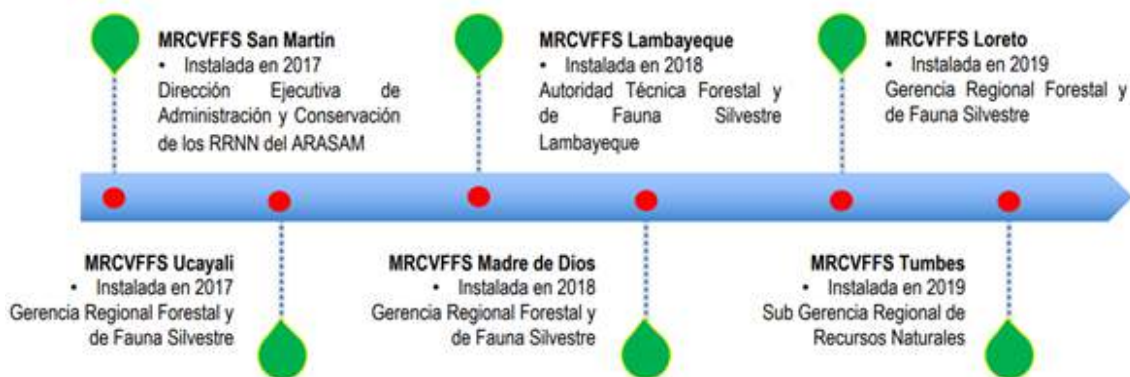 MRCVFFS San Martín
• Instalada en 2017
Dirección Ejecutiva de
Administración y Conservación
de los RRNN del ARASAM
MRCVFFS Lambayeque
• Instalada en 2018
Autoridad Técnica Forestal y
de Fauna Silvestre
Lambayeque
MRCVFFS Loreto
• Instalada en 2019
Gerencia Regional Forestal y
de Fauna Silvestre
MRCVFFS Ucayali
• Instalada en 2017
Gerencia Regional Forestal y
de Fauna Silvestre
MRCVFFS Madre de Dios
• Instalada en 2018
Gerencia Regional Forestal y
de Fauna Silvestre
MRCVFFS Tumbes
• Instalada en 2019
Sub Gerencia Regional de
Recursos Naturales